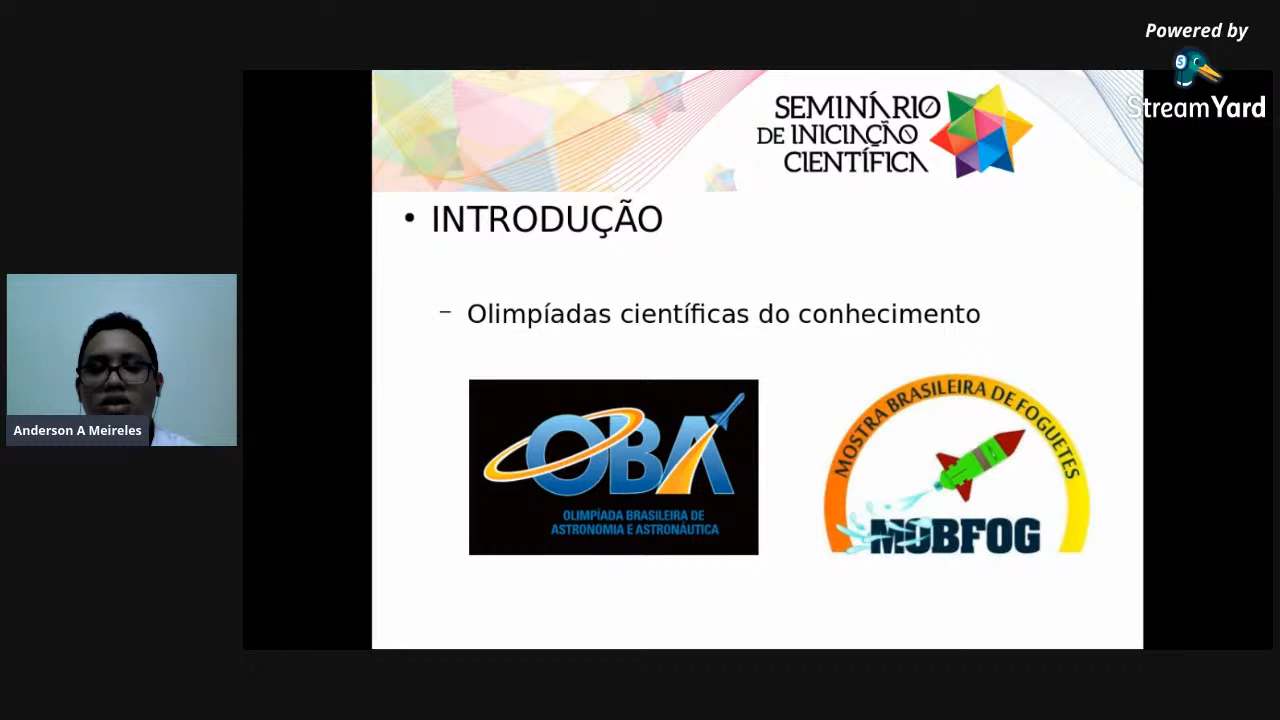 Powered by
StreamYard
SEMINÁRIO
DE INICIAÇÃO
CIENTÍFICA
• INTRODUÇÃO
– Olimpíadas científicas do conhecimento
OBA
OLIMPÍADA BRASILEIRA DE
ASTRONOMIA E ASTRONÁUTICA
MOSTRA BRASILEIRA DE FOGUETES
MOBFOG
Anderson A Meireles